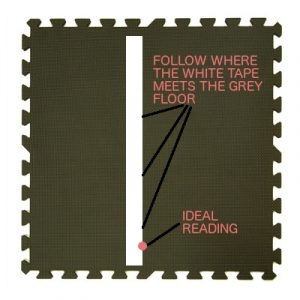 FOLLOW WHERE
THE WHITE TAPE
MEETS THE GREY
FLOOR
IDEAL
READING